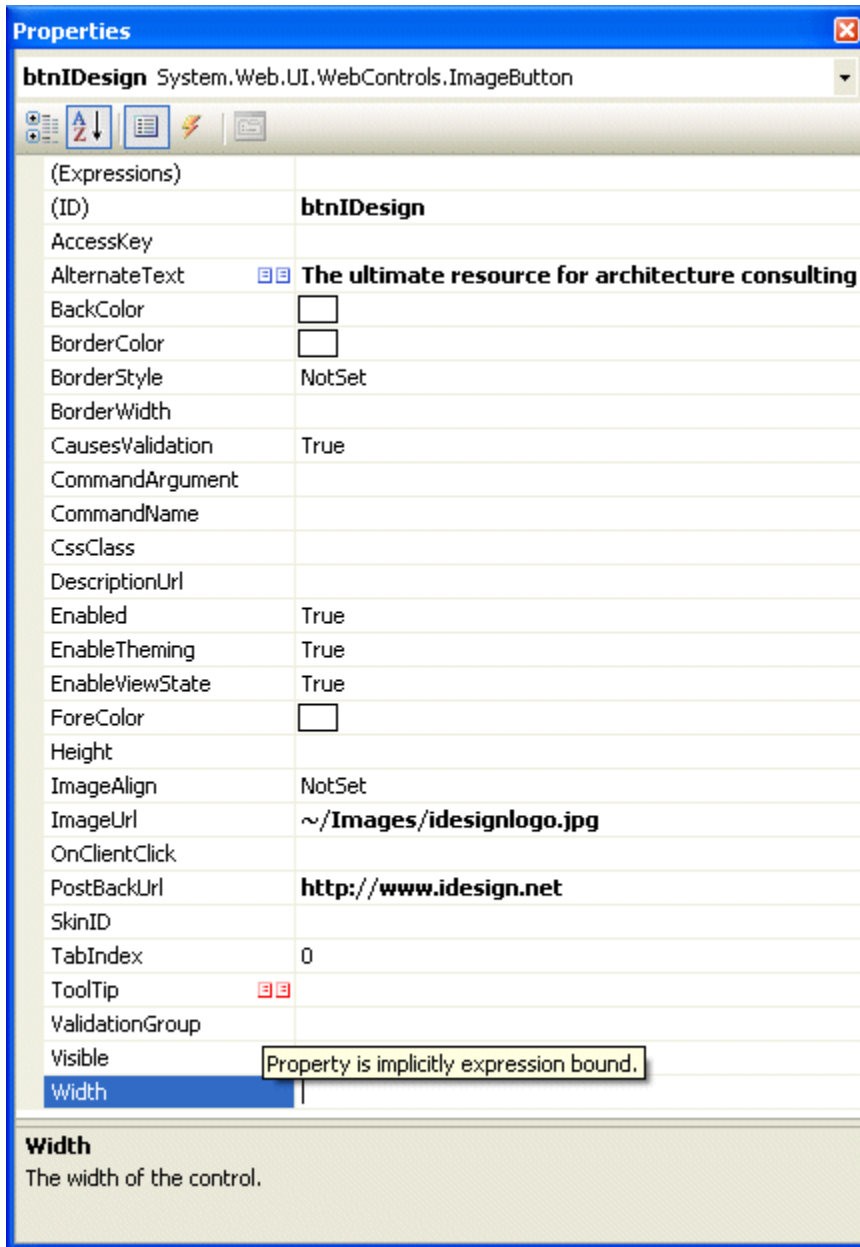 Properties
btnIDesign System.Web.UI.WebControls.ImageButton
(Expressions)
(ID) btnIDesign
AccessKey
AlternateText The ultimate resource for architecture consulting
BackColor
BorderColor
BorderStyle NotSet
BorderWidth
CausesValidation True
CommandArgument
CommandName
CssClass
DescriptionUrl
Enabled True
EnableTheming True
EnableViewState True
ForeColor
Height
ImageAlign NotSet
ImageUrl ~/Images/idesignlogo.jpg
OnClientClick
PostBackUrl http://www.idesign.net
SkinID
TabIndex 0
ToolTip
ValidationGroup
Visible Property is implicitly expression bound.
Width
Width
The width of the control.